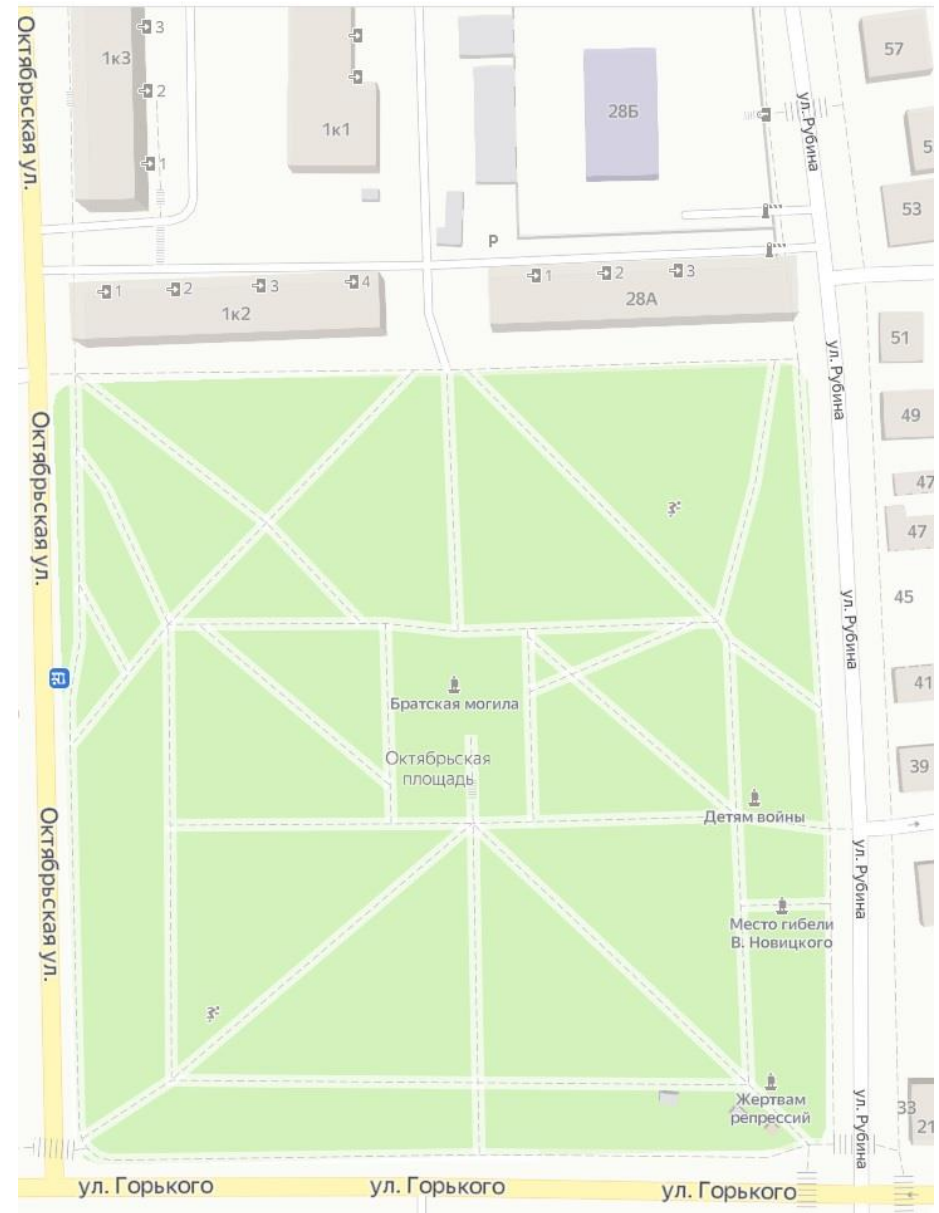 Октябрьская ул.
1к3
3
2
1
1к1
28Б
ул. Рубина
57
5
53
P
1
2
3
4
1к2
1
2
3
28А
51
ул. Рубина
49
Октябрьская ул.
47
47
45
ул. Рубина
41
Братская могила
Октябрьская
площадь
39
Детям войны
Октябрьская ул.
ул. Рубина
Место гибели
В. Новицкого
Жертвам
репрессий
ул. Рубина
33
21
ул. Горького
ул. Горького
ул. Горького